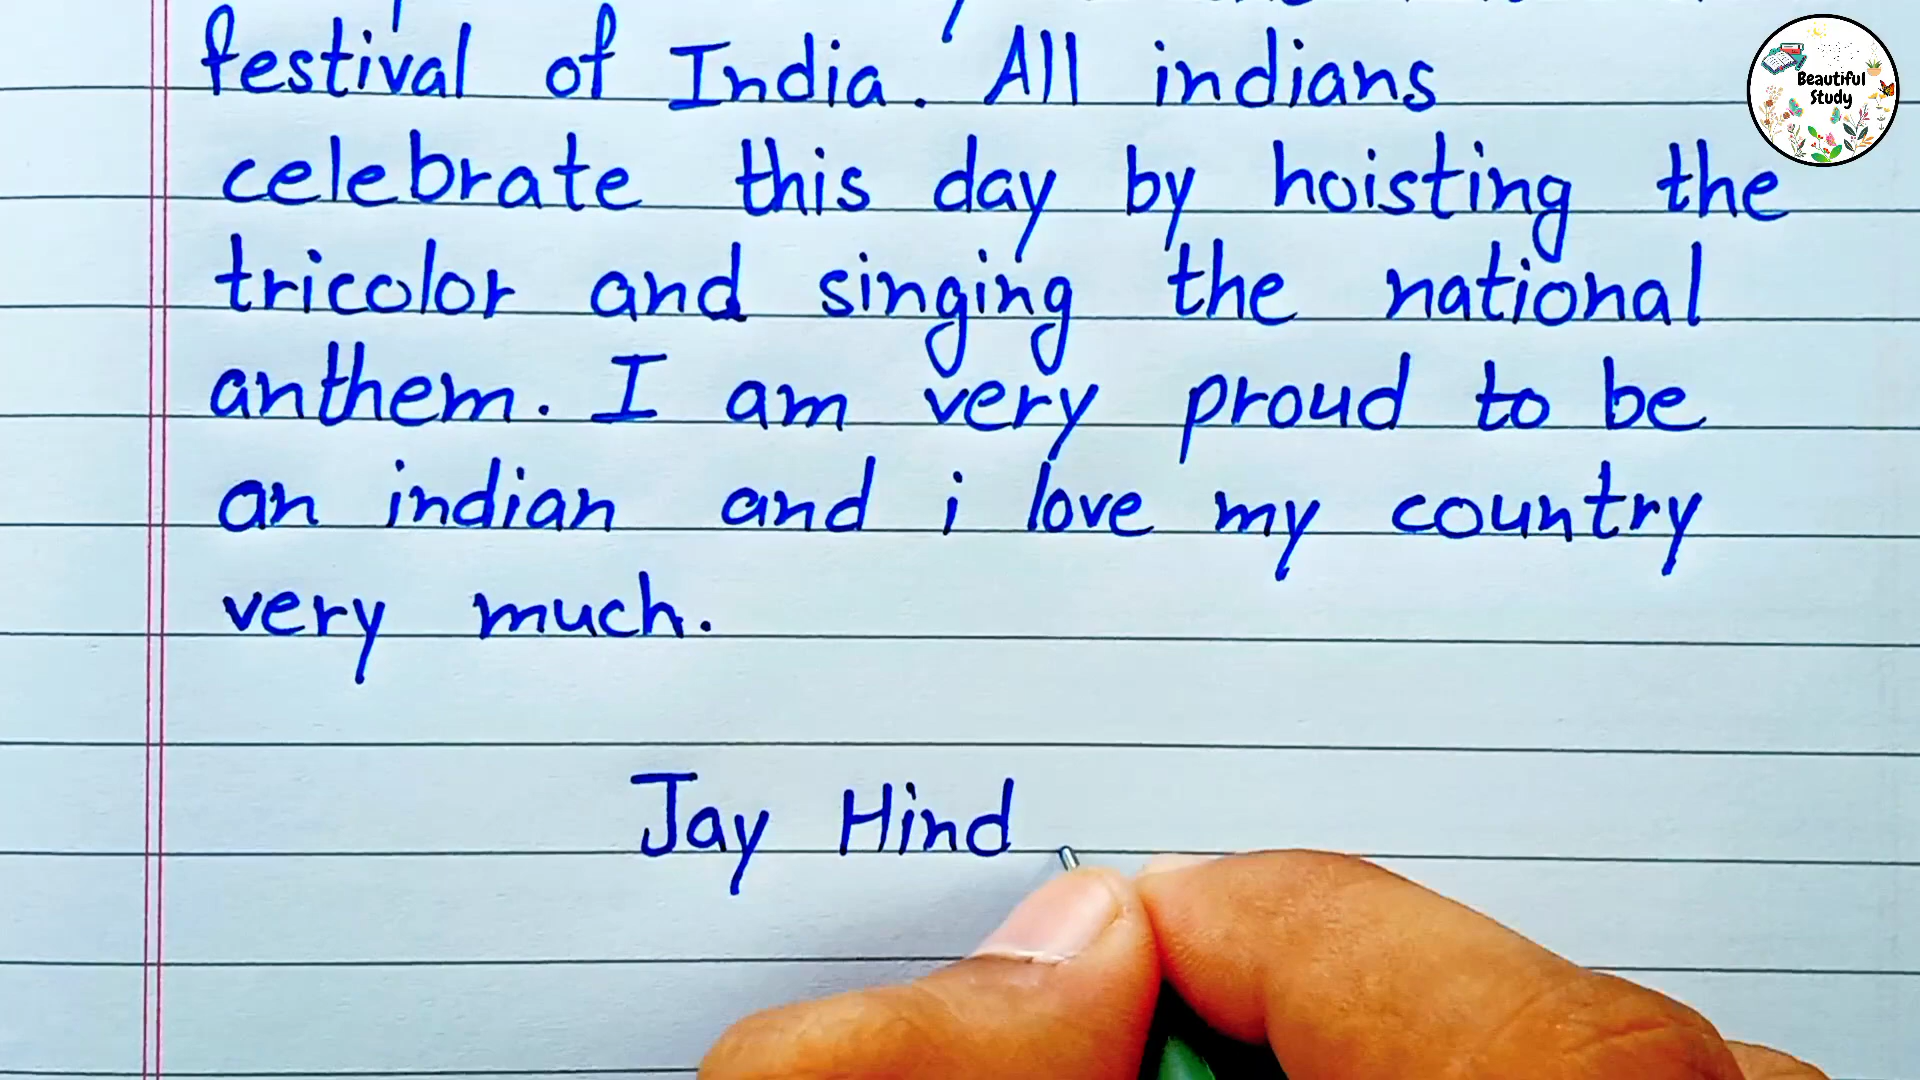 festival of India. All indians
celebrate this day by hoisting the
tricolor and singing the national
anthem. I am very proud to be
an indian and i love my country
very much.
Jay Hind
Beautiful
Study